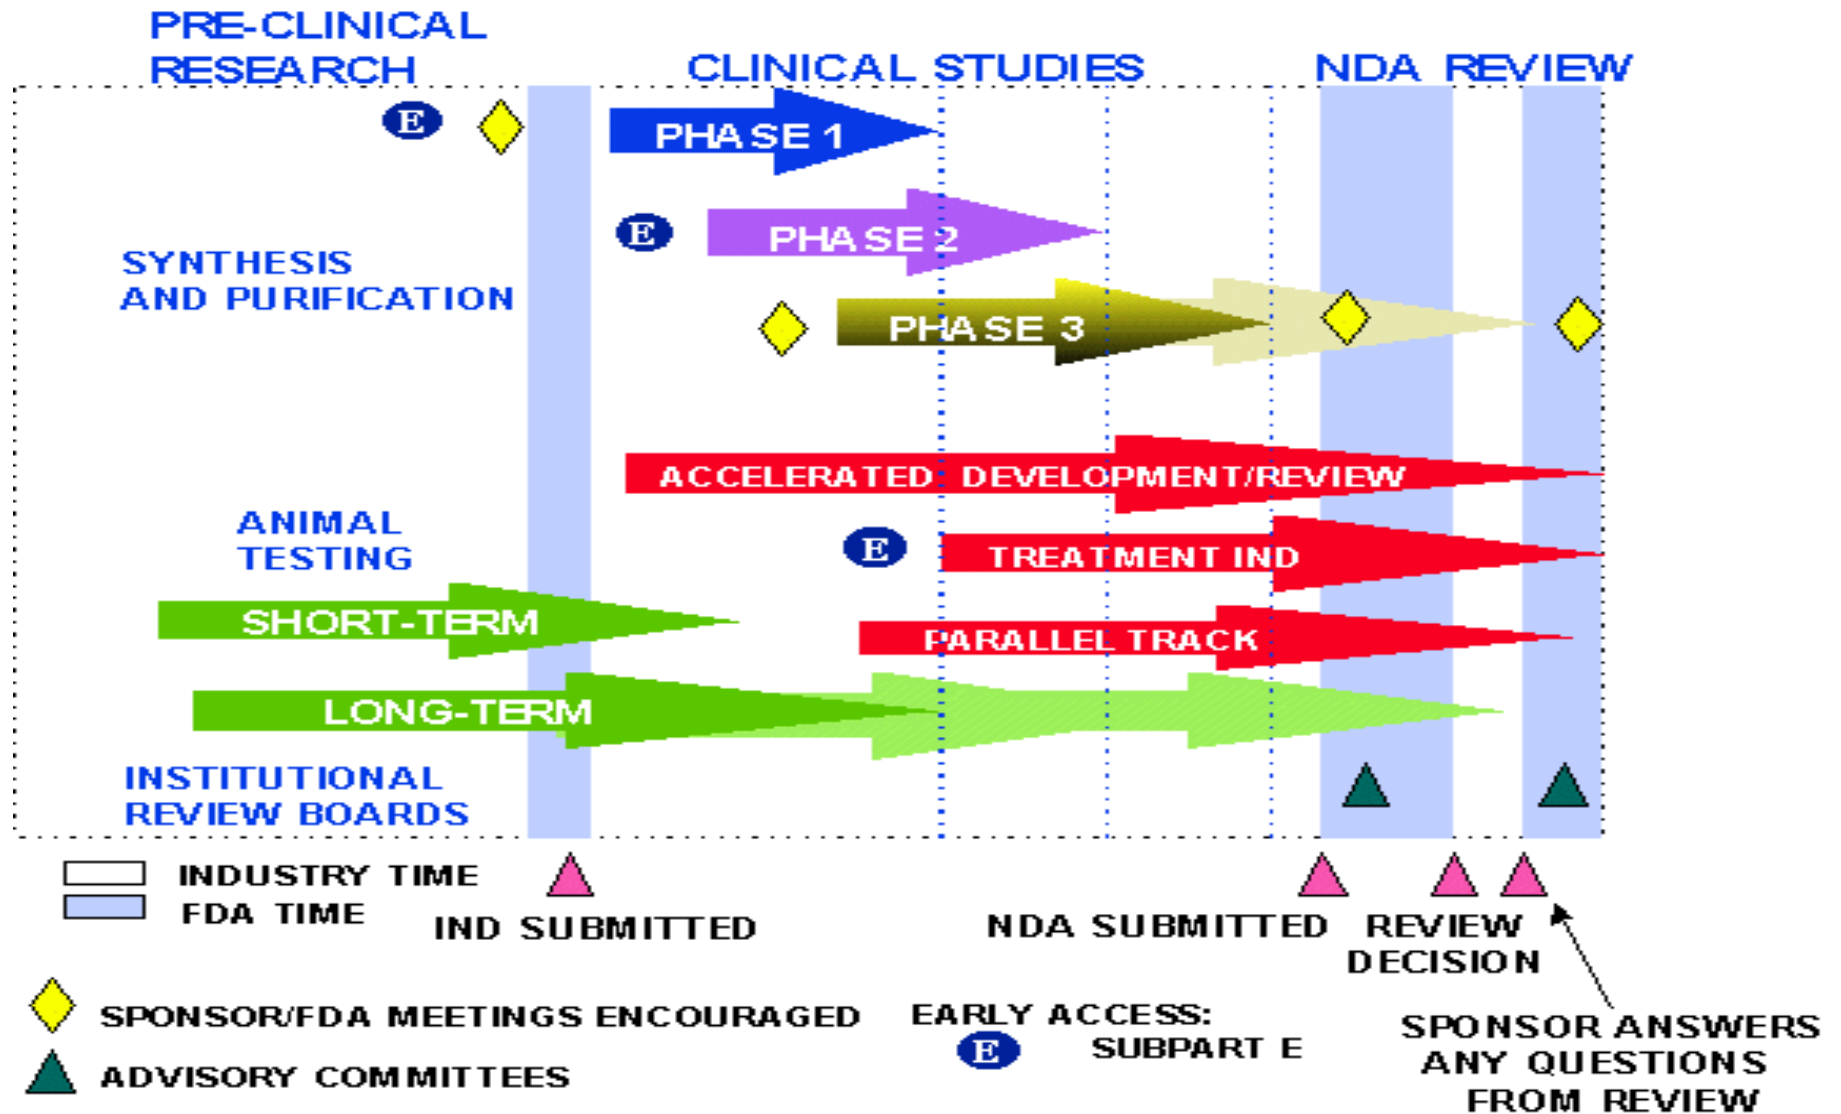 PRE-CLINICAL
RESEARCH
CLINICAL STUDIES
NDA REVIEW
E
PHASE 1
E
PHASE 2
SYNTHESIS
AND PURIFICATION
PHASE 3
ACCELERATED DEVELOPMENT/REVIEW
ANIMAL
TESTING
E
TREATMENT IND
SHORT-TERM
PARALLEL TRACK
LONG-TERM
INSTITUTIONAL
REVIEW BOARDS
INDUSTRY TIME
FDA TIME
IND SUBMITTED
NDA SUBMITTED
REVIEW
DECISION
SPONSOR/FDA MEETINGS ENCOURAGED
ADVISORY COMMITTEES
EARLY ACCESS:
E SUBPART E
SPONSOR ANSWERS
ANY QUESTIONS
FROM REVIEW